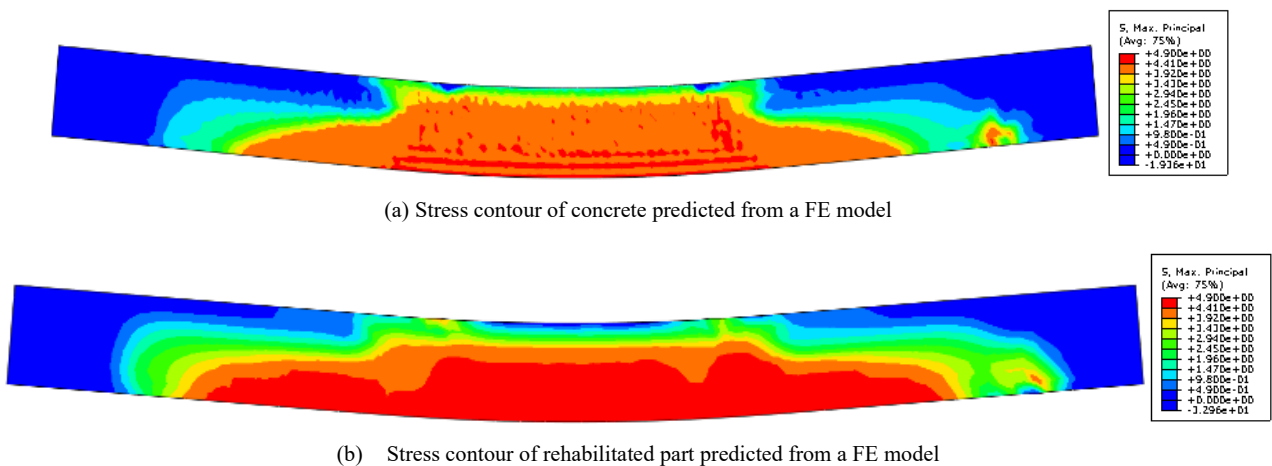 S, Max. Principal
(Avg: 75%)
+4.900e+00
+4.410e+00
+3.920e+00
+3.430e+00
+2.940e+00
+2.450e+00
+1.960e+00
+1.470e+00
+9.800e-01
+4.900e-01
+0.000e+00
-1.936e+01
(a) Stress contour of concrete predicted from a FE model
S, Max. Principal
(Avg: 75%)
+4.900e+00
+4.410e+00
+3.920e+00
+3.430e+00
+2.940e+00
+2.450e+00
+1.960e+00
+1.470e+00
+9.800e-01
+4.900e-01
+0.000e+00
-3.296e+01
(b) Stress contour of rehabilitated part predicted from a FE model